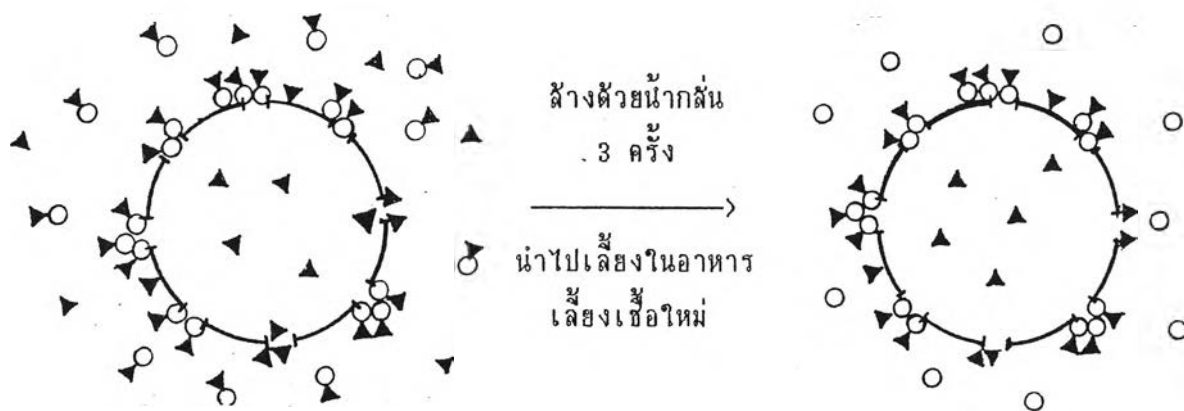 ล้างด้วยน้ำกลั่น
3 ครั้ง
นำไปเลี้ยงในอาหาร
เลี้ยงเชื้อใหม่